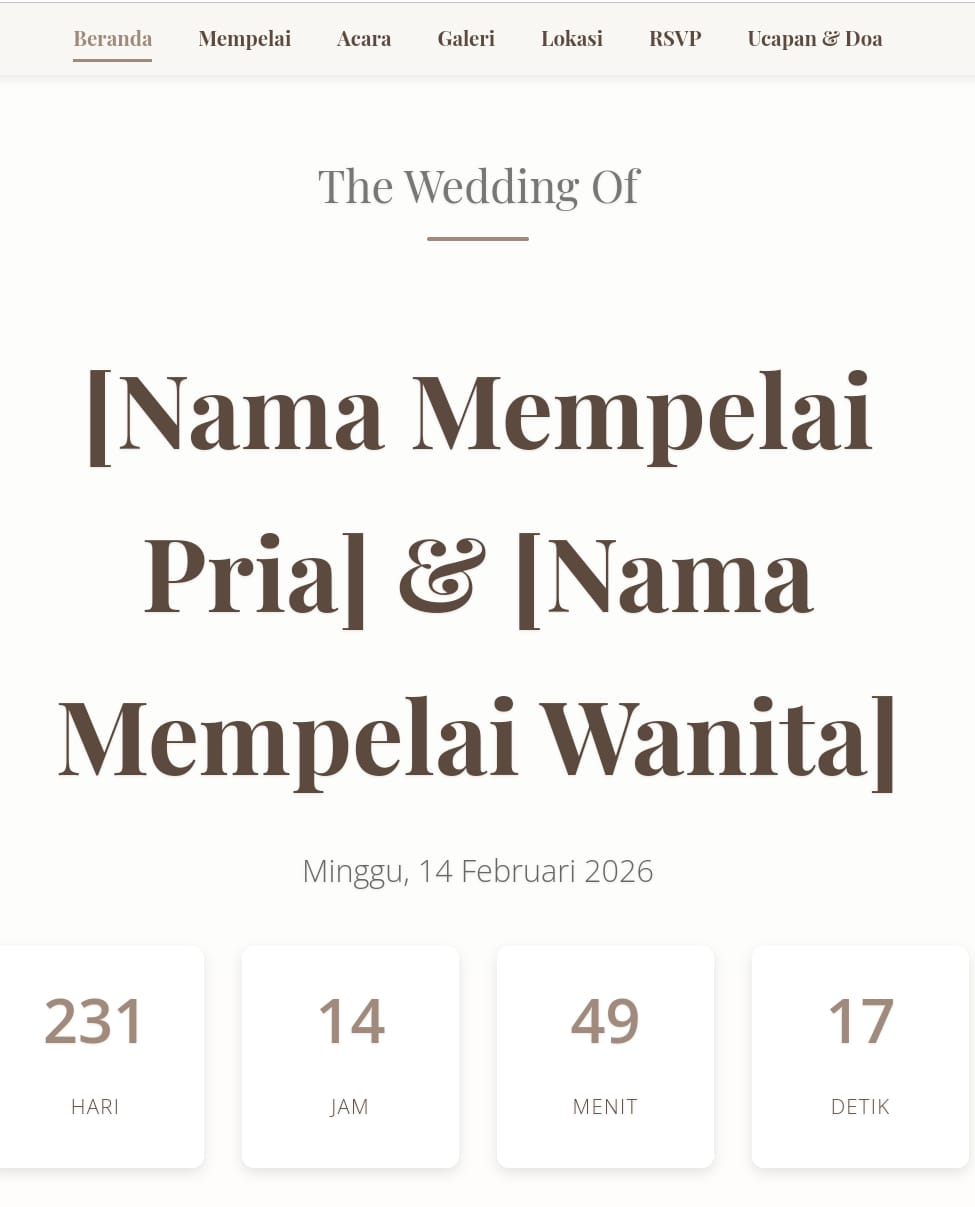 Beranda Mempelai Acara Galeri Lokasi RSVP Ucapan & Doa
The Wedding Of
[Nama Mempelai
Pria] & [Nama
Mempelai Wanita]
Minggu, 14 Februari 2026
231 14 49 17
HARI JAM MENIT DETIK